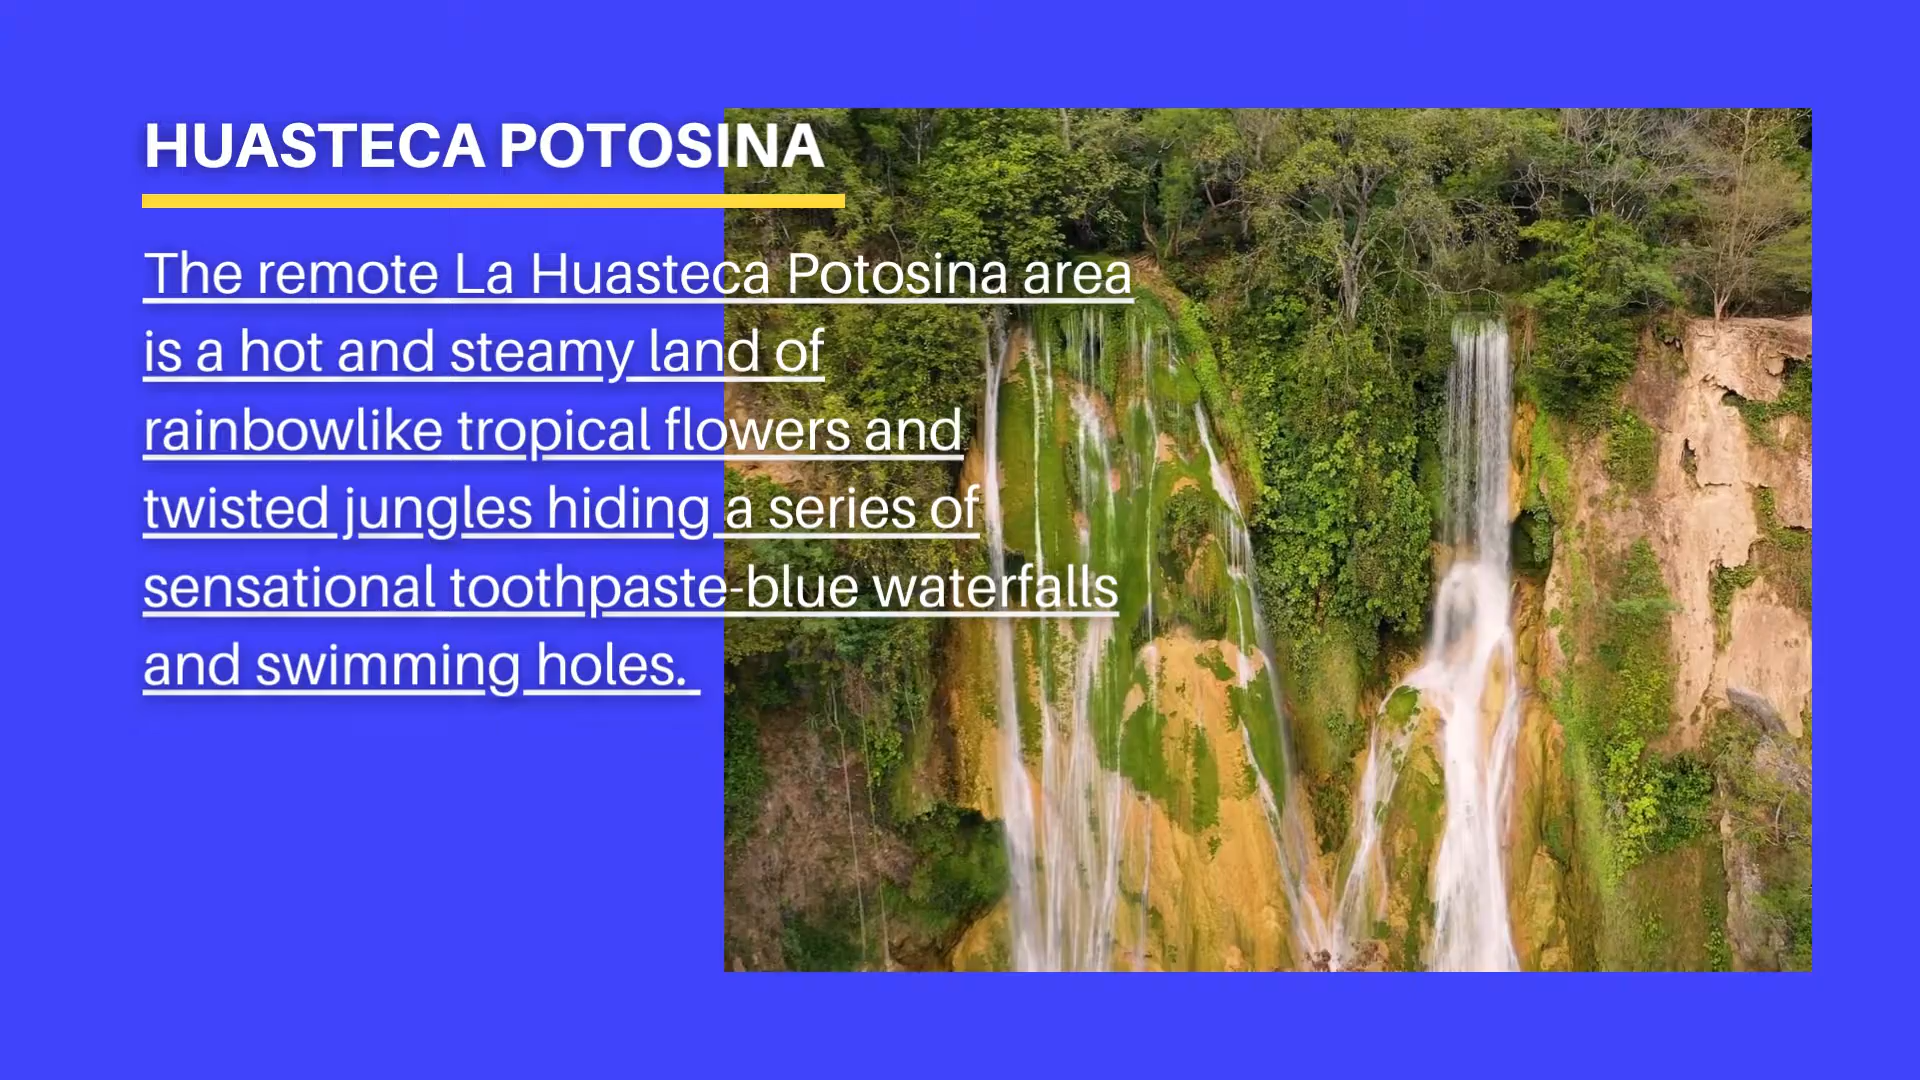 HUASTECA POTOSINA
The remote La Huasteca Potosina area
is a hot and steamy land of
rainbowlike tropical flowers and
twisted jungles hiding a series of
sensational toothpaste-blue waterfalls
and swimming holes.